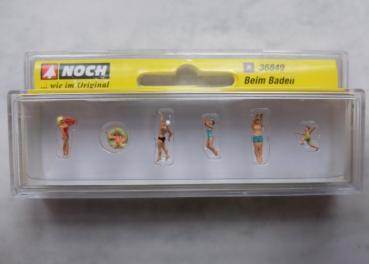 NOCH
... wie im Original
N 36849
Beim Baden